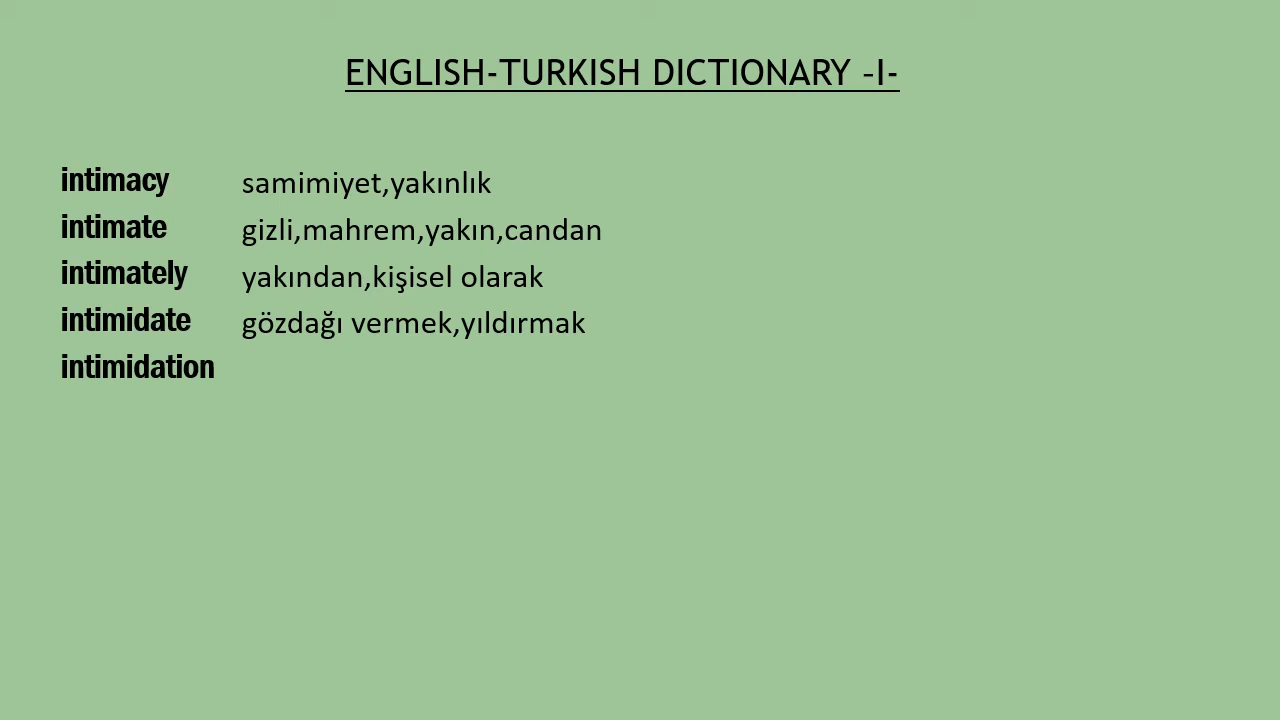 ENGLISH-TURKISH DICTIONARY –I-
intimacy samimiyet,yakınlık
intimate gizli,mahrem,yakın,candan
intimately yakından,kişisel olarak
intimidate gözdağı vermek,yıldırmak
intimidation